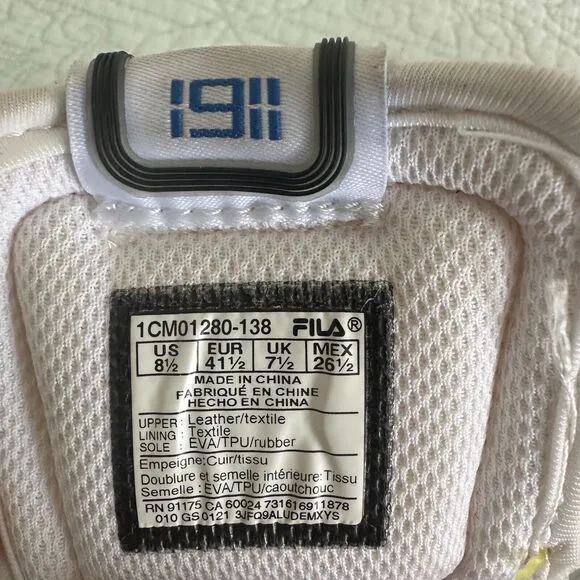 1911
1CM01280-138 FILA®
US EUR UK MEX
8½ 41½ 7½ 26½
MADE IN CHINA
FABRIQUÉ EN CHINE
HECHO EN CHINA
UPPER : Leather/textile
LINING : Textile
SOLE : EVA/TPU/rubber
Empeigne:Cuir/tissu
Doublure et semelle intérieure:Tissu
Semelle : EVA/TPU/caoutchouc
RN 91175 CA 60024 731616911878
010 GS 0121 3JFQ9ALUDEMXYS